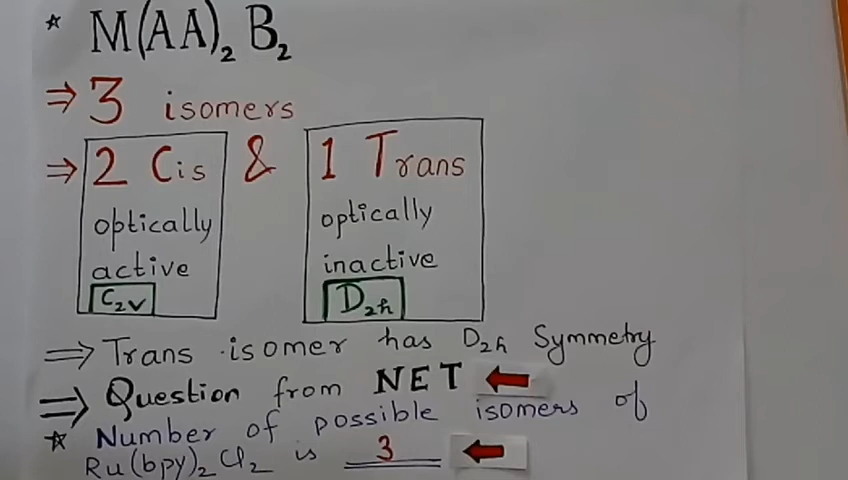 * M(AA)₂ B₂
⇒ 3 isomers
⇒ 2 Cis & 1 Trans
optically active C₂ᵥ
optically inactive D₂ₕ
⇒ Trans isomer has D₂ₕ Symmetry
⇒ Question from NET
* Number of possible isomers of
Ru(bpy)₂Cl₂ is 3